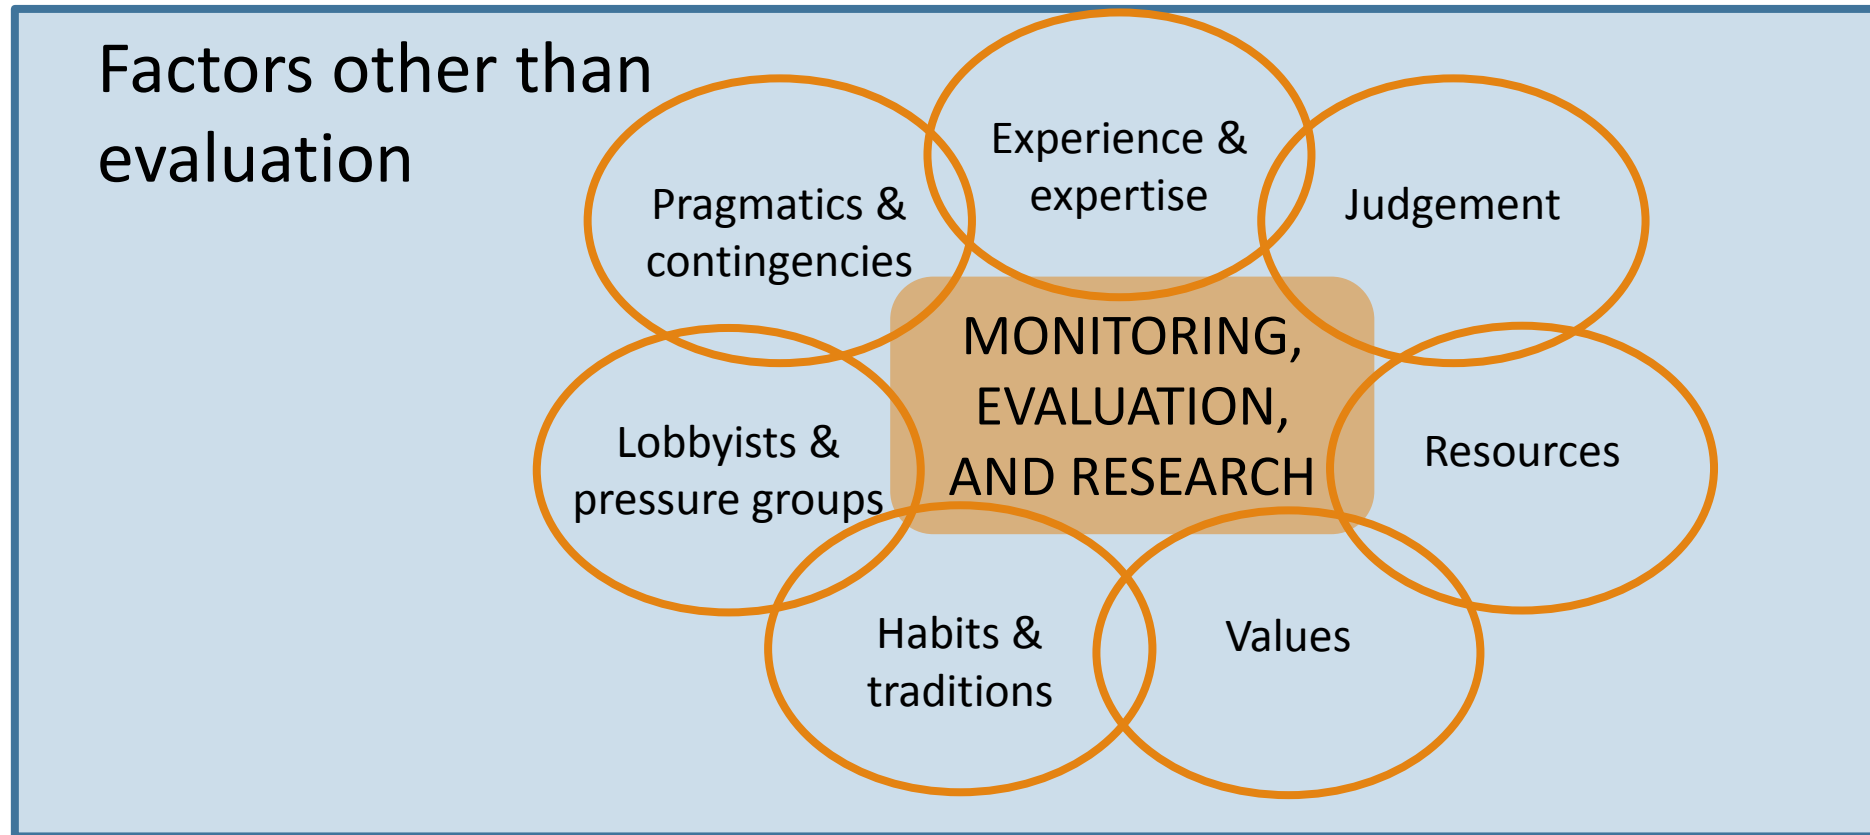 Factors other than
evaluation
Experience &
expertise
Pragmatics &
contingencies
Judgement
MONITORING,
EVALUATION,
AND RESEARCH
Lobbyists &
pressure groups
Resources
Habits &
traditions
Values